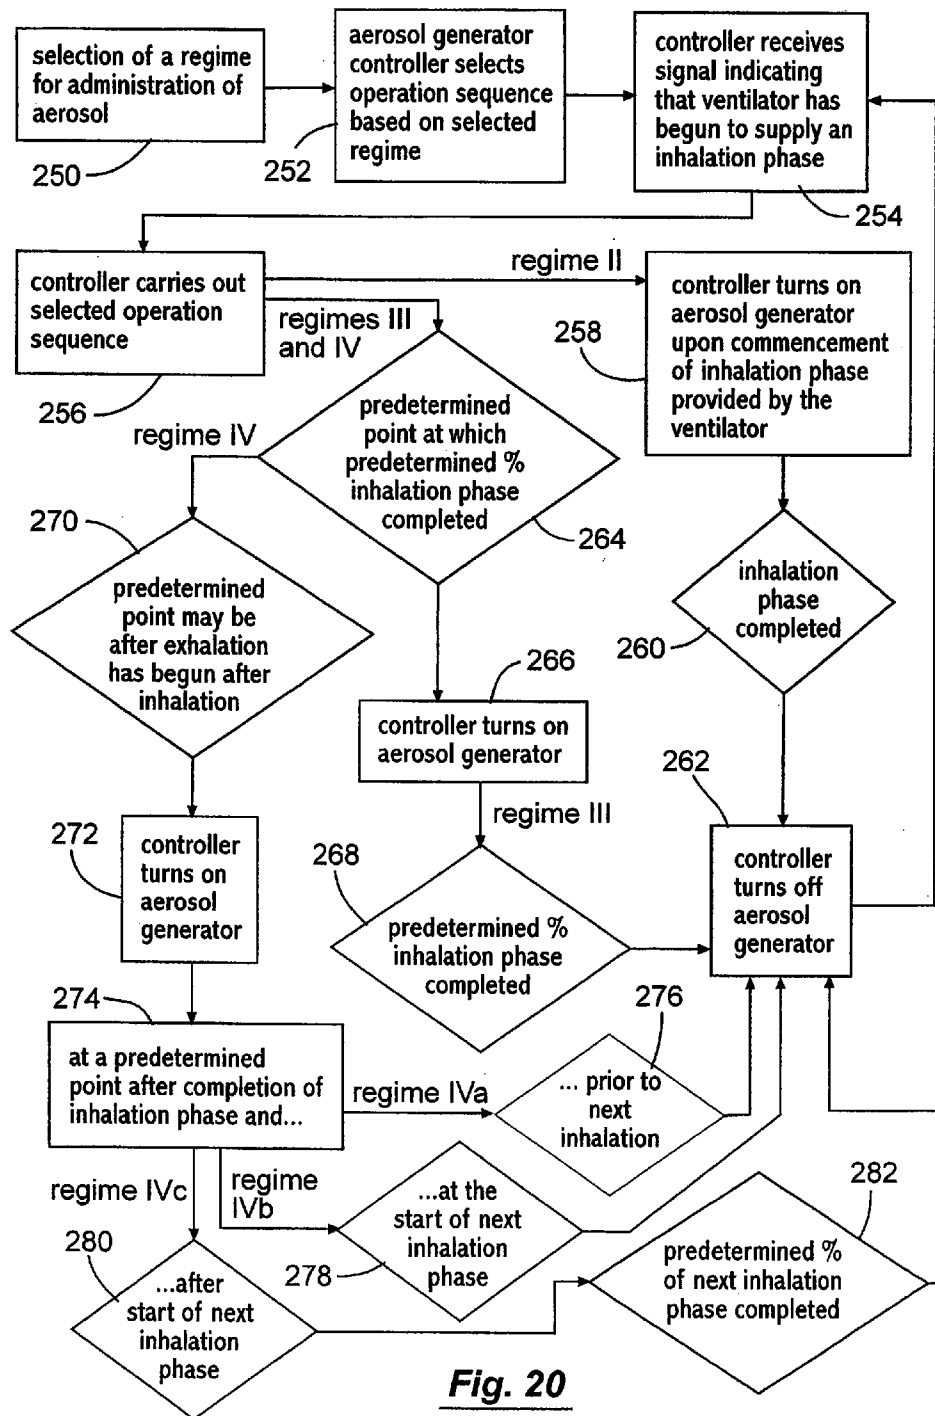 selection of a regime
for administration of
aerosol
250
aerosol generator
controller selects
operation sequence
based on selected
regime
252
controller receives
signal indicating
that ventilator has
begun to supply an
inhalation phase
254
controller carries out
selected operation
sequence
256
regime II
regimes III
and IV
controller turns on
aerosol generator
upon commencement
of inhalation phase
provided by the
ventilator
258
regime IV
predetermined
point at which
predetermined %
inhalation phase
completed
264
270
predetermined
point may be
after exhalation
has begun after
inhalation
inhalation
phase
completed
260
266
controller turns on
aerosol generator
regime III
262
controller
turns off
aerosol
generator
272
controller
turns on
aerosol
generator
268
predetermined %
inhalation phase
completed
274
at a predetermined
point after completion of
inhalation phase and...
regime IVa
276
... prior to
next
inhalation
regime IVc
regime
IVb
...at the
start of next
inhalation
phase
278
282
predetermined %
of next inhalation
phase completed
280
...after
start of next
inhalation
phase
Fig. 20